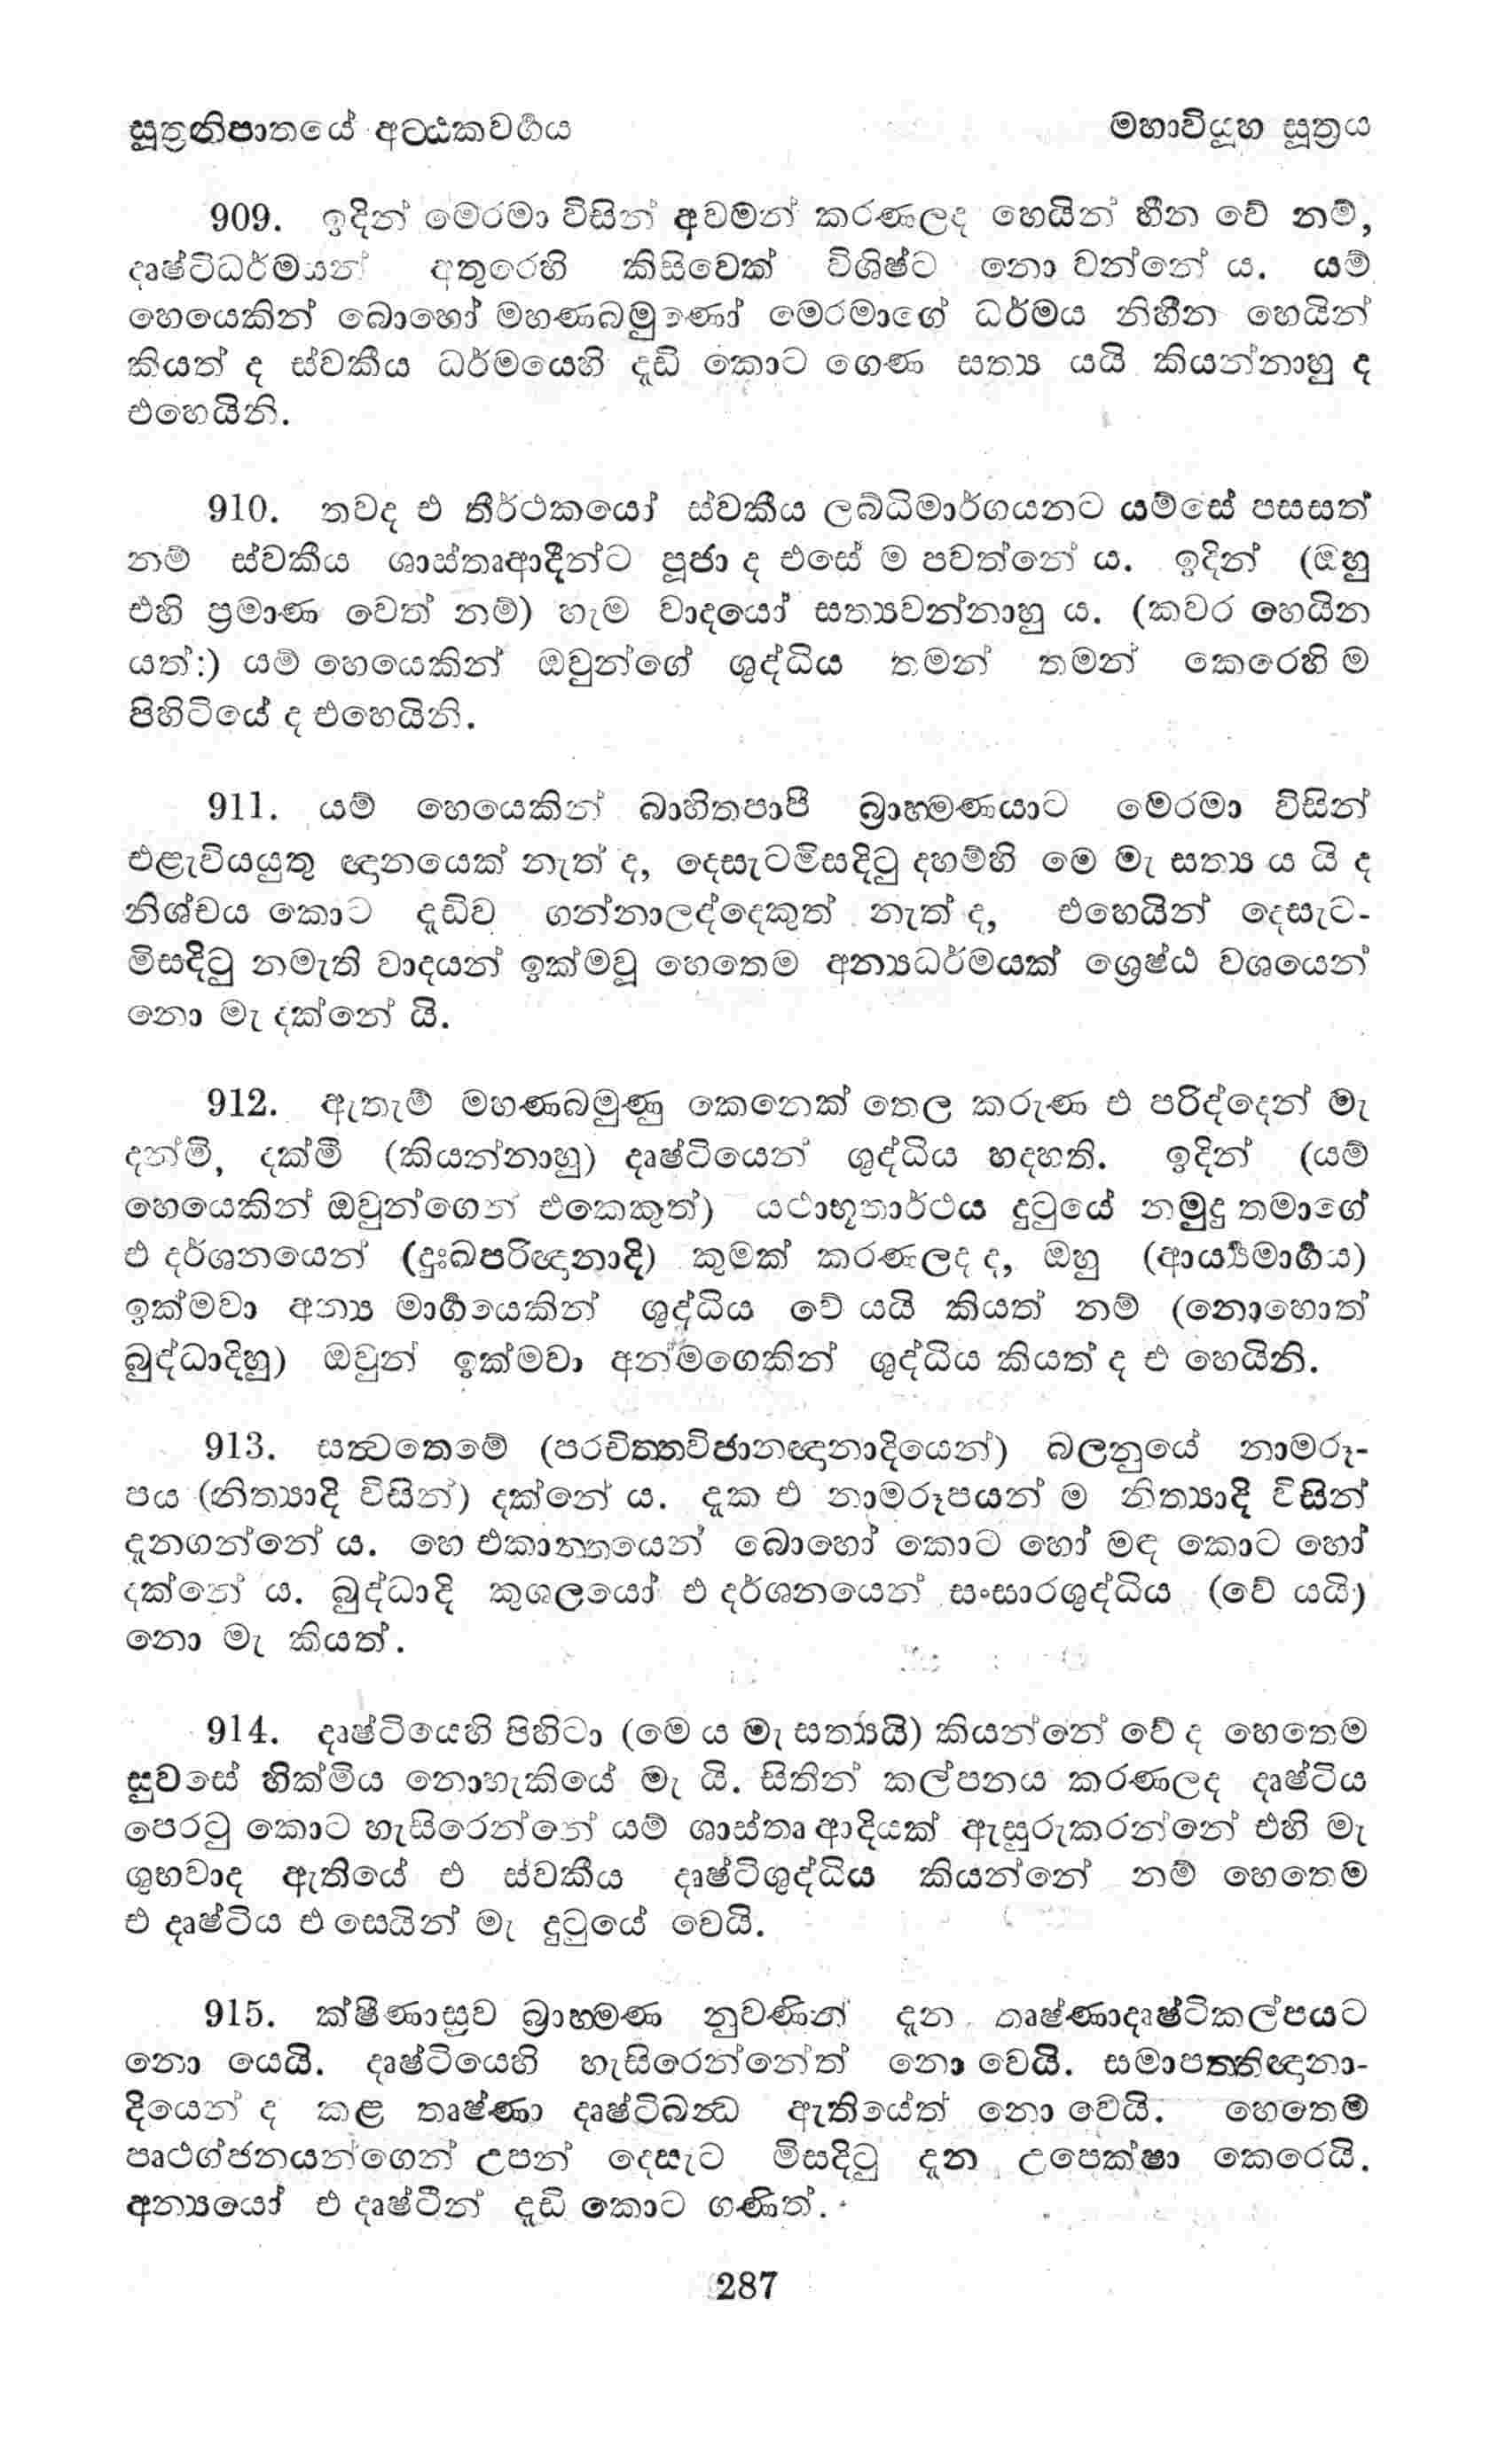 සූත්‍රනිපාතයේ අට්ඨකවර්‍ගය මහාවියූහ සූත්‍රය
909. ඉදින් මෙරමා විසින් අවමන් කරණලද හෙයින් හීන වේ නම්,
දෘෂ්ටිධර්මයන් අතුරෙහි කිසිවෙක් විශිෂ්ට නො වන්නේ ය. යම්
හෙයෙකින් බොහෝ මහණබමුණෝ මෙරමාගේ ධර්මය නිහීන හෙයින්
කියත් ද ස්වකීය ධර්මයෙහි දැඩි කොට ගෙණ සත්‍ය යයි කියන්නාහු ද
එහෙයිනි.
910. තවද එ තීර්ථකයෝ ස්වකීය ලබ්ධිමාර්ගයනට යම්සේ පසසත්
නම් ස්වකීය ශාස්තෘආදීන්ට පූජා ද එසේ ම පවත්නේ ය. ඉදින් (ඔහු
එහි ප්‍රමාණ වෙත් නම්) හැම වාදයෝ සත්‍යවන්නාහු ය. (කවර හෙයින
යත්:) යම් හෙයෙකින් ඔවුන්ගේ ශුද්ධිය තමන් තමන් කෙරෙහි ම
පිහිටියේ ද එහෙයිනි.
911. යම් හෙයෙකින් බාහිතපාපී බ්‍රාහ්මණයාට මෙරමා විසින්
එළැවියයුතු ඥානයෙක් නැත් ද, දෙසැටමිසදිටු දහම්හි මෙ මැ සත්‍ය ය යි ද
නිශ්චය කොට දැඩිව ගන්නාලද්දෙකුත් නැත් ද, එහෙයින් දෙසැට-
මිසදිටු නමැති වාදයන් ඉක්මවූ හෙතෙම අන්‍යධර්මයක් ශ්‍රෙෂ්ඨ වශයෙන්
නො මැ දක්නේ යි.
912. ඇතැම් මහණබමුණු කෙනෙක් තෙල කරුණ එ පරිද්දෙන් මැ
දන්මි, දක්මි (කියන්නාහු) දෘෂ්ටියෙන් ශුද්ධිය හදහති. ඉදින් (යම්
හෙයෙකින් ඔවුන්ගෙන් එකෙකුත්) යථාභූතාර්ථය දුටුයේ නමුදු තමාගේ
එ දර්ශනයෙන් (දුඃඛපරිඥානාදි) කුමක් කරණලද ද, ඔහු (ආර්‍ය්‍යමාර්‍ගය)
ඉක්මවා අන්‍ය මාර්‍ගයෙකින් ශුද්ධිය වේ යයි කියත් නම් (නොහොත්
බුද්ධාදිහු) ඔවුන් ඉක්මවා අන්මගෙකින් ශුද්ධිය කියත් ද එ හෙයිනි.
913. සත්‍වතෙමේ (පරචිත්තවිජානඥානාදියෙන්) බලනුයේ නාමරූ-
පය (නිත්‍යාදි විසින්) දක්නේ ය. දැක එ නාමරූපයන් ම නිත්‍යාදි විසින්
දැනගන්නේ ය. හෙ එකාන්තයෙන් බොහෝ කොට හෝ මඳ කොට හෝ
දක්නේ ය. බුද්ධාදි කුශලයෝ එ දර්ශනයෙන් සංසාරශුද්ධිය (වේ යයි)
නො මැ කියත්.
914. දෘෂ්ටියෙහි පිහිටා (මෙ ය මැ සත්‍යයි) කියන්නේ වේ ද හෙතෙම
සුවසේ හික්මිය නොහැකියේ මැ යි. සිතින් කල්පනය කරණලද දෘෂ්ටිය
පෙරටු කොට හැසිරෙන්නේ යම් ශාස්තෘ ආදියක් ඇසුරුකරන්නේ එහි මැ
ශුභවාද ඇතියේ එ ස්වකීය දෘෂ්ටිශුද්ධිය කියන්නේ නම් හෙතෙම
එ දෘෂ්ටිය එ සෙයින් මැ දුටුයේ වෙයි.
915. ක්ෂීණාස්‍රව බ්‍රාහ්මණ නුවණින් දැන තෘෂ්ණාදෘෂ්ටිකල්පයට
නො යෙයි. දෘෂ්ටියෙහි හැසිරෙන්නේත් නො වෙයි. සමාපත්තිඥානා-
දියෙන් ද කළ තෘෂ්ණා දෘෂ්ටිබන්ධ ඇතියේත් නො වෙයි. හෙතෙම
පෘථග්ජනයන්ගෙන් උපන් දෙසැට මිසදිටු දැන උපෙක්ෂා කෙරෙයි.
අන්‍යයෝ එ දෘෂ්ටීන් දැඩි කොට ගණිත්.
287